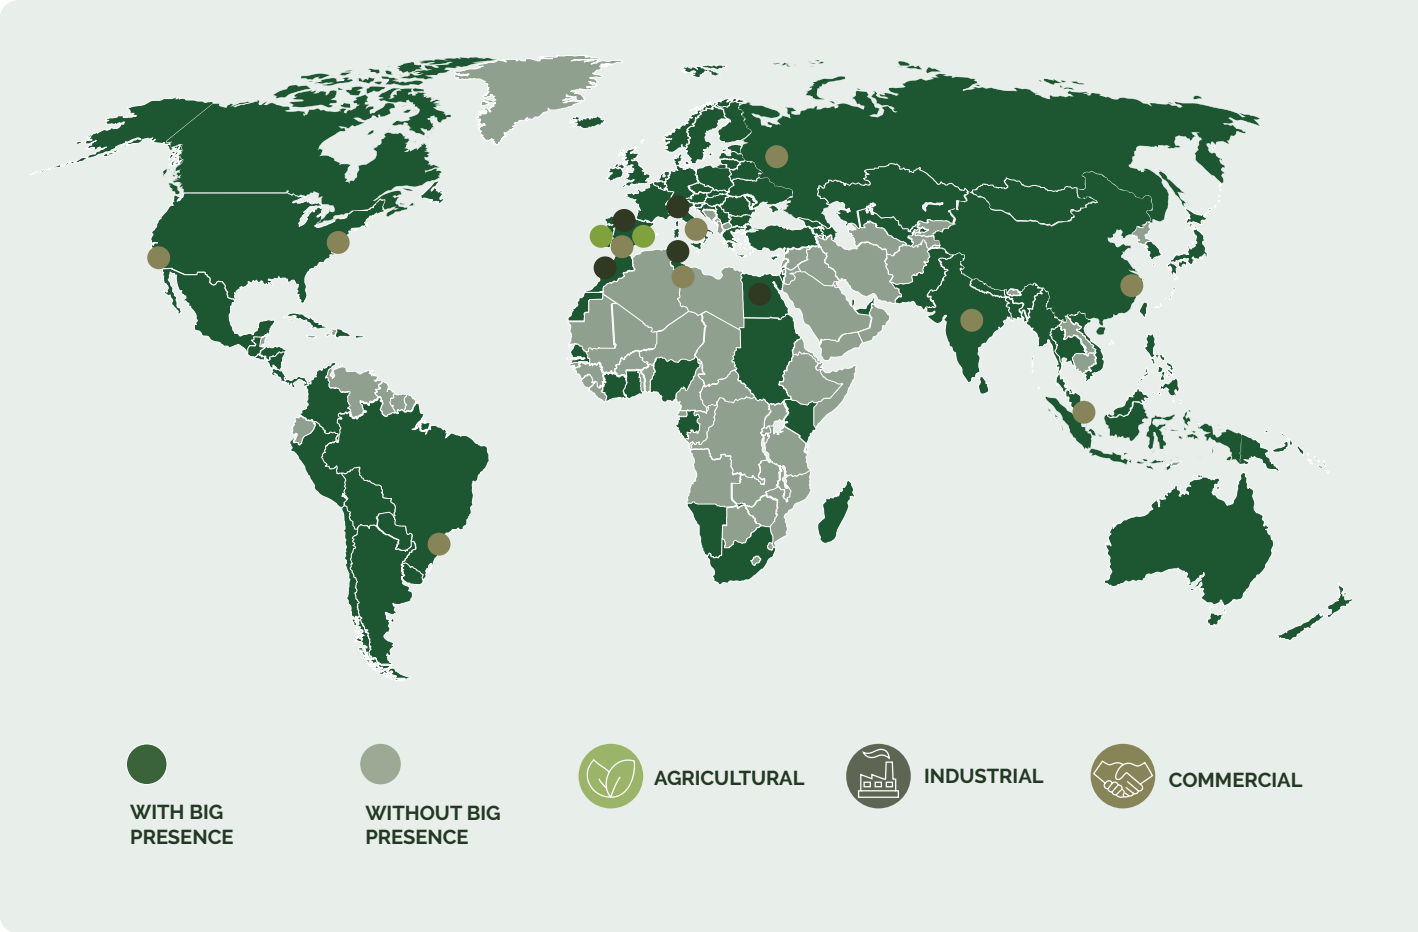 WITH BIG
PRESENCE
WITHOUT BIG
PRESENCE
AGRICULTURAL
INDUSTRIAL
COMMERCIAL